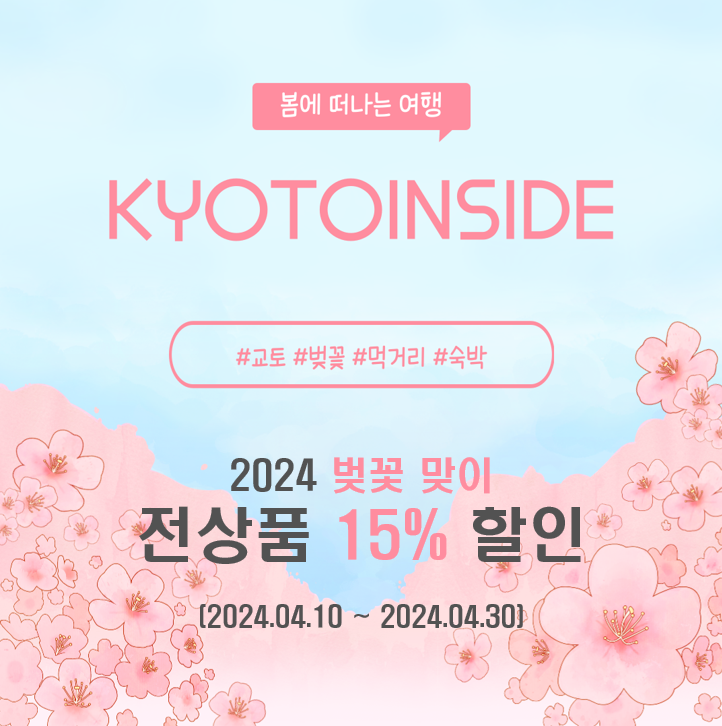 봄에 떠나는 여행
KYOTOINSIDE
#교토 #벚꽃 #먹거리 #숙박
2024 벚꽃 맞이
전상품 15% 할인
(2024.04.10 ~ 2024.04.30)